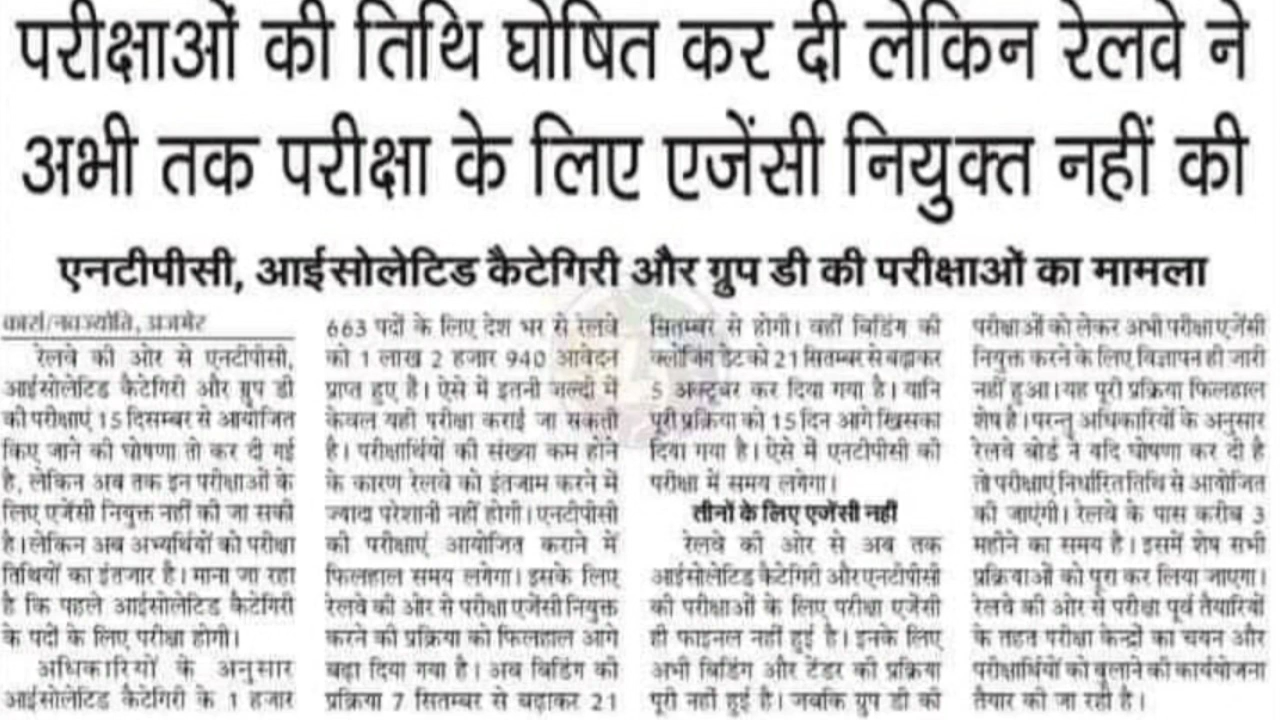 परीक्षाओं की तिथि घोषित कर दी लेकिन रेलवे ने
अभी तक परीक्षा के लिए एजेंसी नियुक्त नहीं की
एनटीपीसी, आईसोलेटिड कैटेगिरी और ग्रुप डी की परीक्षाओं का मामला
कासं/नवज्योति, अजमेर
रेलवे की ओर से एनटीपीसी,
आईसोलेटिड कैटेगिरी और ग्रुप डी
की परीक्षाएं 15 दिसम्बर से आयोजित
किए जाने की घोषणा तो कर दी गई
है, लेकिन अब तक इन परीक्षाओं के
लिए एजेंसी नियुक्त नहीं की जा सकी
है। लेकिन अब अभ्यर्थियों को परीक्षा
तिथियों का इंतजार है। माना जा रहा
है कि पहले आईसोलेटिड कैटेगिरी
के पदों के लिए परीक्षा होगी।
अधिकारियों के अनुसार
आईसोलेटिड कैटेगिरी के 1 हजार
663 पदों के लिए देश भर से रेलवे
को 1 लाख 2 हजार 940 आवेदन
प्राप्त हुए है। ऐसे में इतनी जल्दी में
केवल यही परीक्षा कराई जा सकती
है। परीक्षार्थियों की संख्या कम होने
के कारण रेलवे को इंतजाम करने में
ज्यादा परेशानी नहीं होगी। एनटीपीसी
की परीक्षाएं आयोजित कराने में
फिलहाल समय लगेगा। इसके लिए
रेलवे की ओर से परीक्षा एजेंसी नियुक्त
करने की प्रक्रिया को फिलहाल आगे
बढ़ा दिया गया है। अब बिडिंग की
प्रक्रिया 7 सितम्बर से बढ़ाकर 21
सितम्बर से होगी। वहीं बिडिंग की
क्लोजिंग डेट को 21 सितम्बर से बढ़ाकर
5 अक्टूबर कर दिया गया है। यानि
पूरी प्रक्रिया को 15 दिन आगे खिसका
दिया गया है। ऐसे में एनटीपीसी की
परीक्षा में समय लगेगा।
तीनों के लिए एजेंसी नहीं
रेलवे की ओर से अब तक
आईसोलेटिड कैटेगिरी और एनटीपीसी
की परीक्षाओं के लिए परीक्षा एजेंसी
ही फाइनल नहीं हुई है। इनके लिए
अभी बिडिंग और टेंडर की प्रक्रिया
पूरी नहीं हुई है। जबकि ग्रुप डी की
परीक्षाओं को लेकर अभी परीक्षा एजेंसी
नियुक्त करने के लिए विज्ञापन ही जारी
नहीं हुआ। यह पूरी प्रक्रिया फिलहाल
शेष है। परन्तु अधिकारियों के अनुसार
रेलवे बोर्ड ने यदि घोषणा कर दी है
तो परीक्षाएं निर्धारित तिथि से आयोजित
की जाएंगी। रेलवे के पास करीब 3
महीने का समय है। इसमें शेष सभी
प्रक्रियाओं को पूरा कर लिया जाएगा।
रेलवे की ओर से परीक्षा पूर्व तैयारियों
के तहत परीक्षा केन्द्रों का चयन और
परीक्षार्थियों को बुलाने की कार्ययोजना
तैयार की जा रही है।